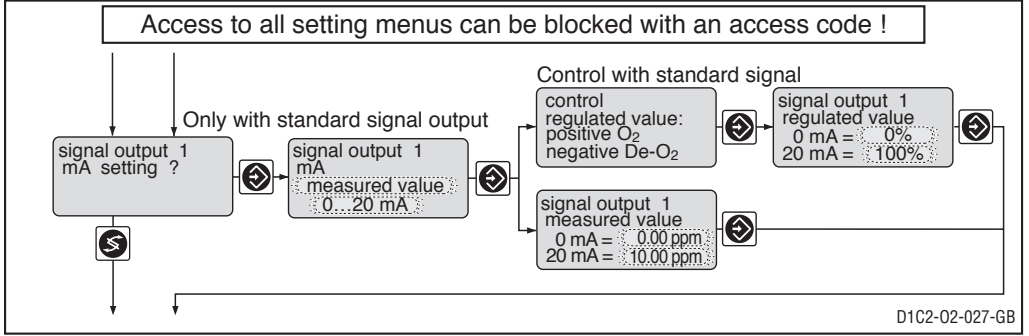 Access to all setting menus can be blocked with an access code !
Control with standard signal
Only with standard signal output
signal output 1
mA setting ?
signal output 1
mA
measured value
0...20 mA
control
regulated value:
positive O₂
negative De-O₂
signal output 1
regulated value
0 mA = 0%
20 mA = 100%
signal output 1
measured value
0 mA = 0.00 ppm
20 mA = 10.00 ppm
D1C2-O2-027-GB